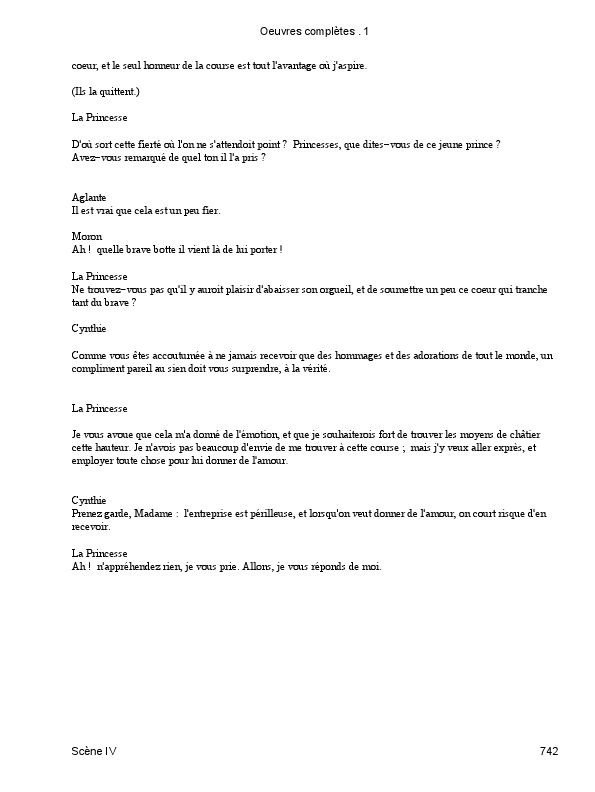 Oeuvres complètes . 1
coeur, et le seul honneur de la course est tout l'avantage où j'aspire.
(Ils la quittent.)
La Princesse
D'où sort cette fierté où l'on ne s'attendoit point ?  Princesses, que dites−vous de ce jeune prince ?
Avez−vous remarqué de quel ton il l'a pris ?
Aglante
Il est vrai que cela est un peu fier.
Moron
Ah !  quelle brave botte il vient là de lui porter !
La Princesse
Ne trouvez−vous pas qu'il y auroit plaisir d'abaisser son orgueil, et de soumettre un peu ce coeur qui tranche
tant du brave ?
Cynthie
Comme vous êtes accoutumée à ne jamais recevoir que des hommages et des adorations de tout le monde, un
compliment pareil au sien doit vous surprendre, à la vérité.
La Princesse
Je vous avoue que cela m'a donné de l'émotion, et que je souhaiterois fort de trouver les moyens de châtier
cette hauteur. Je n'avois pas beaucoup d'envie de me trouver à cette course ;  mais j'y veux aller exprès, et
employer toute chose pour lui donner de l'amour.
Cynthie
Prenez garde, Madame :  l'entreprise est périlleuse, et lorsqu'on veut donner de l'amour, on court risque d'en
recevoir.
La Princesse
Ah !  n'appréhendez rien, je vous prie. Allons, je vous réponds de moi.
Scène IV
742